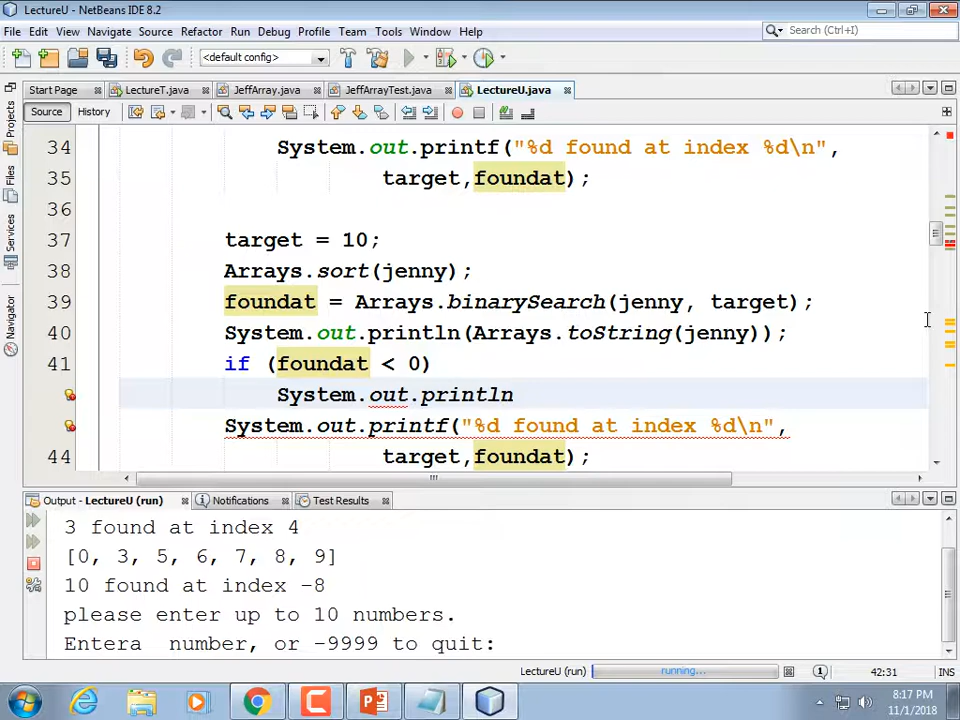 LectureU - NetBeans IDE 8.2
File Edit View Navigate Source Refactor Run Debug Profile Team Tools Window Help
Search (Ctrl+I)
<default config>
Start Page LectureT.java JeffArray.java JeffArrayTest.java LectureU.java
Source History
Projects
Files
Services
Navigator
34 System.out.printf("%d found at index %d\n",
35 target,foundat);
36
37 target = 10;
38 Arrays.sort(jenny);
39 foundat = Arrays.binarySearch(jenny, target);
40 System.out.println(Arrays.toString(jenny));
41 if (foundat < 0)
System.out.println
System.out.printf("%d found at index %d\n",
44 target,foundat);
Output - LectureU (run) Notifications Test Results
3 found at index 4
[0, 3, 5, 6, 7, 8, 9]
10 found at index -8
please enter up to 10 numbers.
Entera  number, or -9999 to quit:
LectureU (run) running... 1 42:31 INS
8:17 PM
11/1/2018